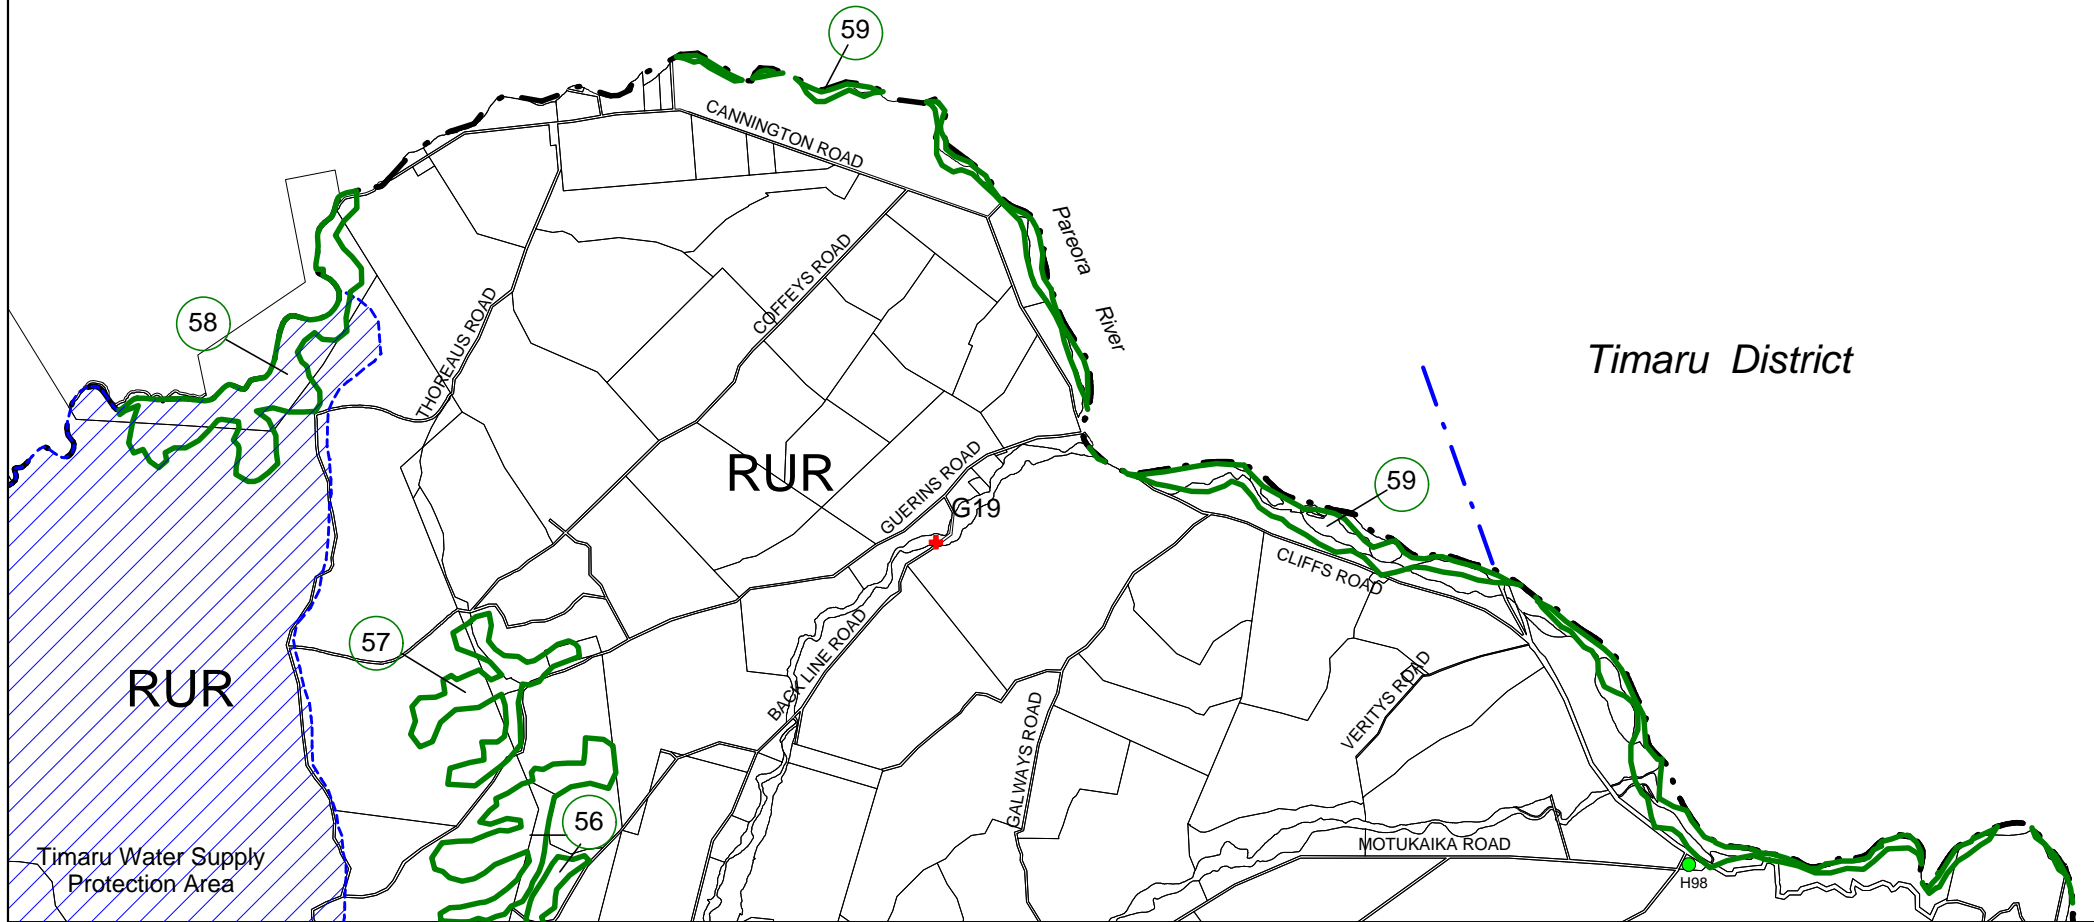 59
CANNINGTON ROAD
Pareora
River
COFFEYS ROAD
THOREAUS ROAD
58
Timaru District
RUR
GUERINS ROAD
G19
59
CLIFFS ROAD
57
BACK LINE ROAD
VERITYS ROAD
RUR
GALWAYS ROAD
56
MOTUKAIKA ROAD
Timaru Water Supply
Protection Area
H98